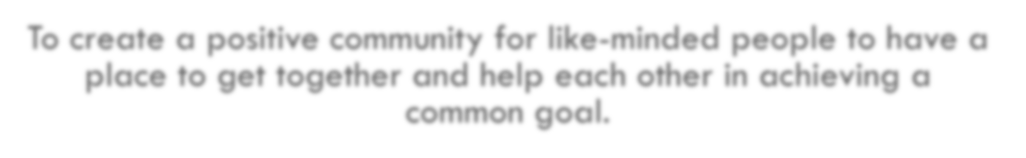 To create a positive community for like-minded people to have a
place to get together and help each other in achieving a
common goal.